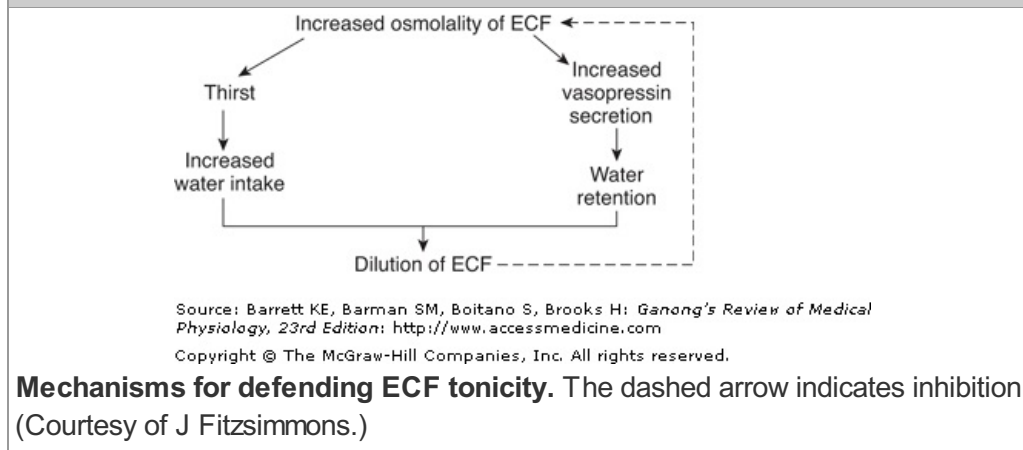 Increased osmolality of ECF
Thirst
Increased
vasopressin
secretion
Increased
water intake
Water
retention
Dilution of ECF
Source: Barrett KE, Barman SM, Boitano S, Brooks H: Ganong's Review of Medical
Physiology, 23rd Edition: http://www.accessmedicine.com
Copyright © The McGraw-Hill Companies, Inc. All rights reserved.
Mechanisms for defending ECF tonicity. The dashed arrow indicates inhibition
(Courtesy of J Fitzsimmons.)